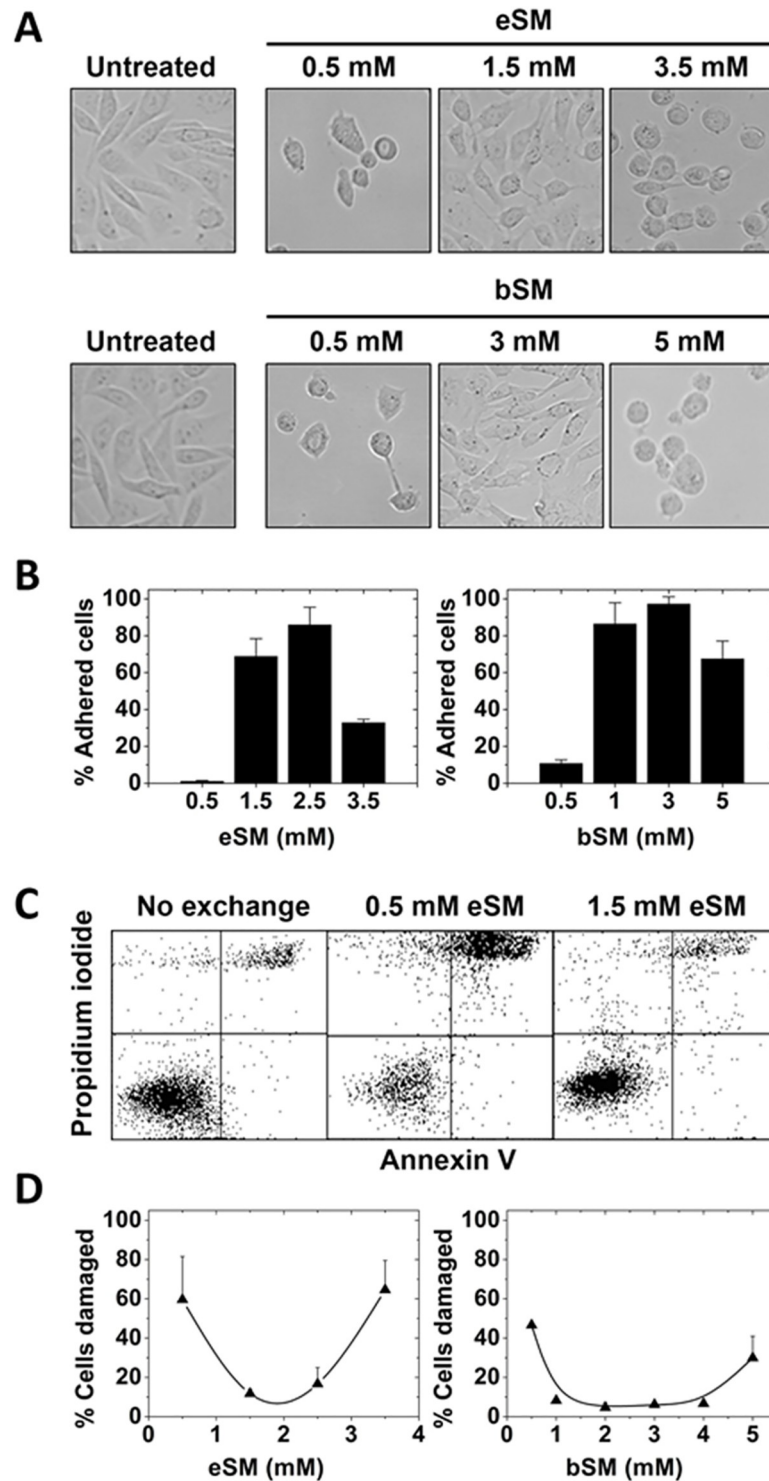 A
eSM
Untreated 0.5 mM 1.5 mM 3.5 mM
bSM
Untreated 0.5 mM 3 mM 5 mM
B
% Adhered cells
100
80
60
40
20
0
0.5 1.5 2.5 3.5
eSM (mM)
% Adhered cells
100
80
60
40
20
0
0.5 1 3 5
bSM (mM)
C
No exchange 0.5 mM eSM 1.5 mM eSM
Propidium iodide
Annexin V
D
% Cells damaged
100
80
60
40
20
0
0 1 2 3 4
eSM (mM)
% Cells damaged
100
80
60
40
20
0
0 1 2 3 4 5
bSM (mM)